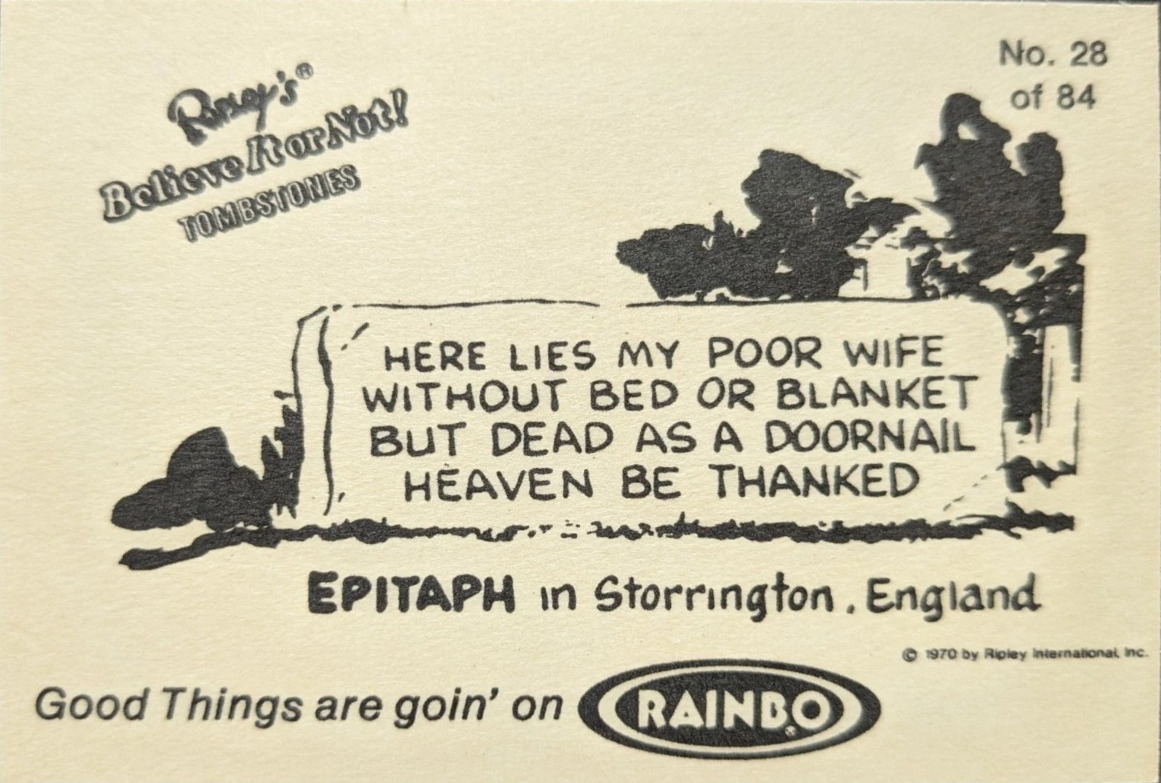 Ripley's®
Believe It or Not!
TOMBSTONES
No. 28
of 84
HERE LIES MY POOR WIFE
WITHOUT BED OR BLANKET
BUT DEAD AS A DOORNAIL
HEAVEN BE THANKED
EPITAPH in Storrington, England
© 1970 by Ripley International, Inc.
Good Things are goin' on RAINBO®